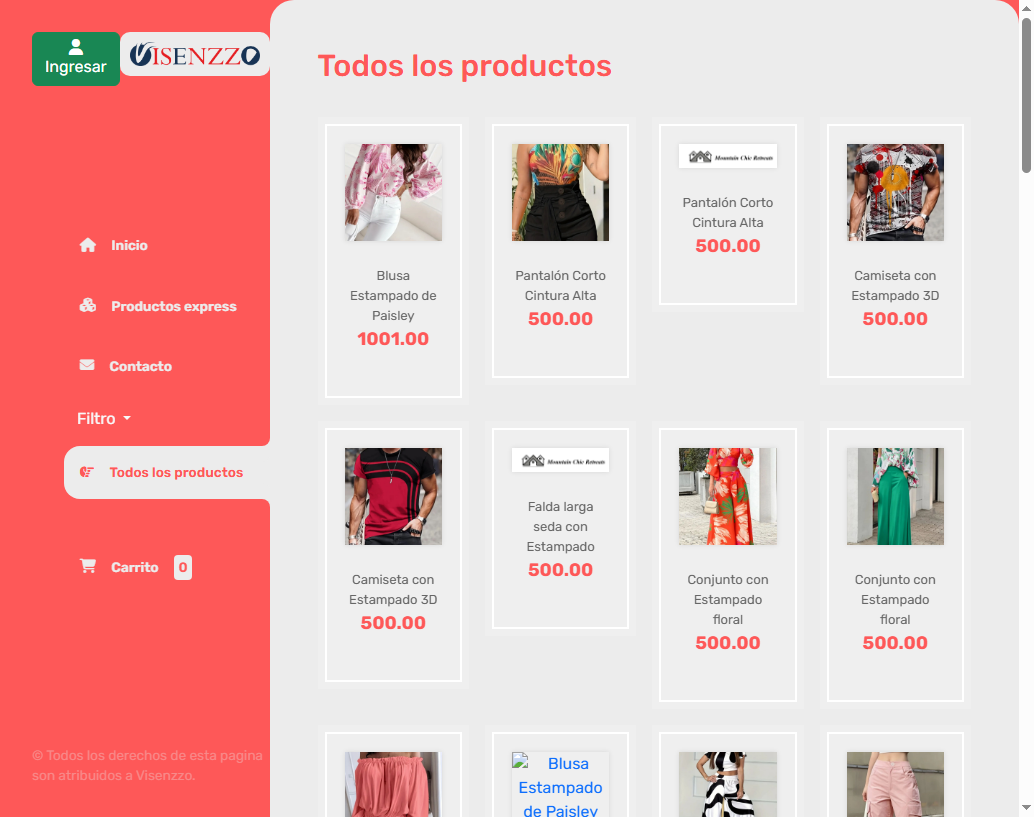 Ingresar
VISENZZO
Inicio
Productos express
Contacto
Filtro
Todos los productos
Carrito 0
© Todos los derechos de esta pagina
son atribuidos a Visenzzo.
Todos los productos
Blusa
Estampado de
Paisley
1001.00
Pantalón Corto
Cintura Alta
500.00
Mountain Chic Retreats
Pantalón Corto
Cintura Alta
500.00
Camiseta con
Estampado 3D
500.00
Camiseta con
Estampado 3D
500.00
Mountain Chic Retreats
Falda larga
seda con
Estampado
500.00
Conjunto con
Estampado
floral
500.00
Conjunto con
Estampado
floral
500.00
Blusa
Estampado
de Paisley